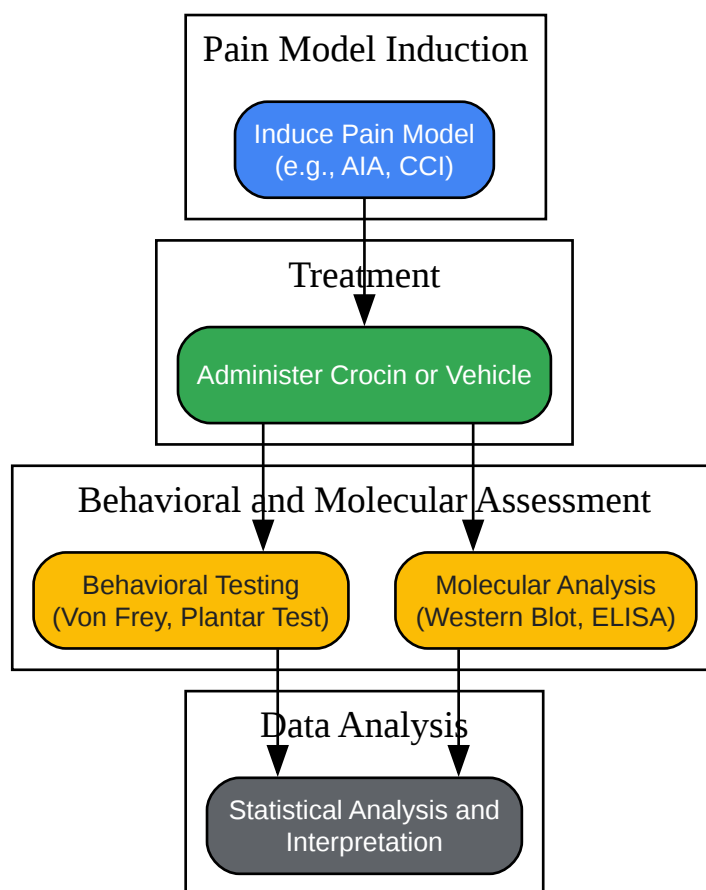 Pain Model Induction
Induce Pain Model
(e.g., AIA, CCI)
Treatment
Administer Crocin or Vehicle
Behavioral and Molecular Assessment
Behavioral Testing
(Von Frey, Plantar Test)
Molecular Analysis
(Western Blot, ELISA)
Data Analysis
Statistical Analysis and
Interpretation